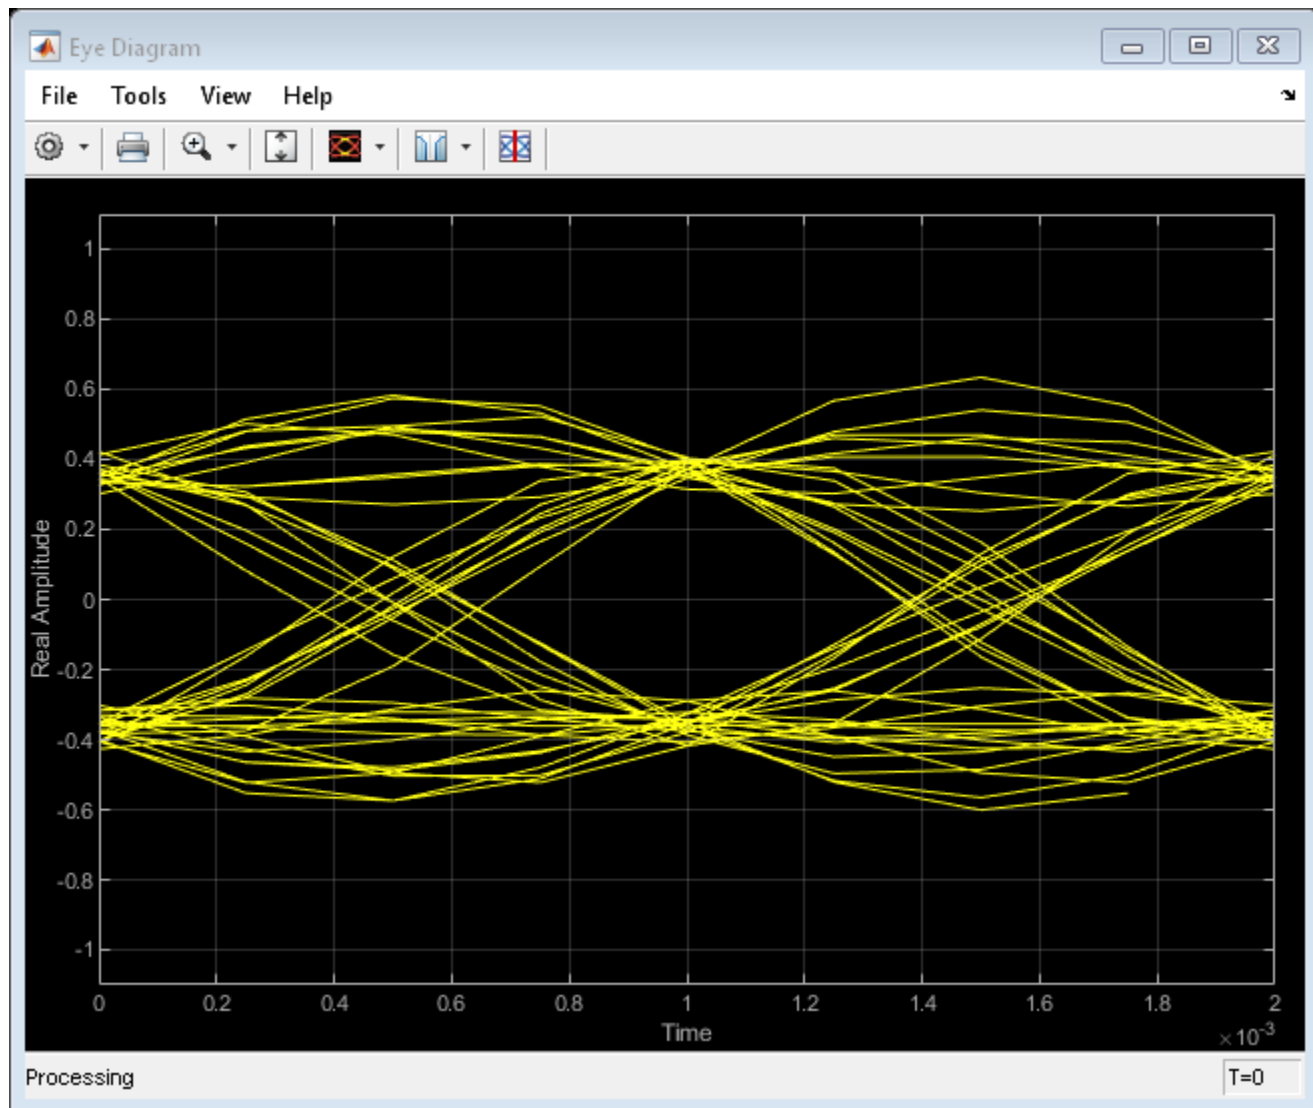 Eye Diagram
File Tools View Help
1
0.8
0.6
0.4
0.2
0
-0.2
-0.4
-0.6
-0.8
-1
Real Amplitude
0 0.2 0.4 0.6 0.8 1 1.2 1.4 1.6 1.8 2
Time
×10⁻³
Processing T=0